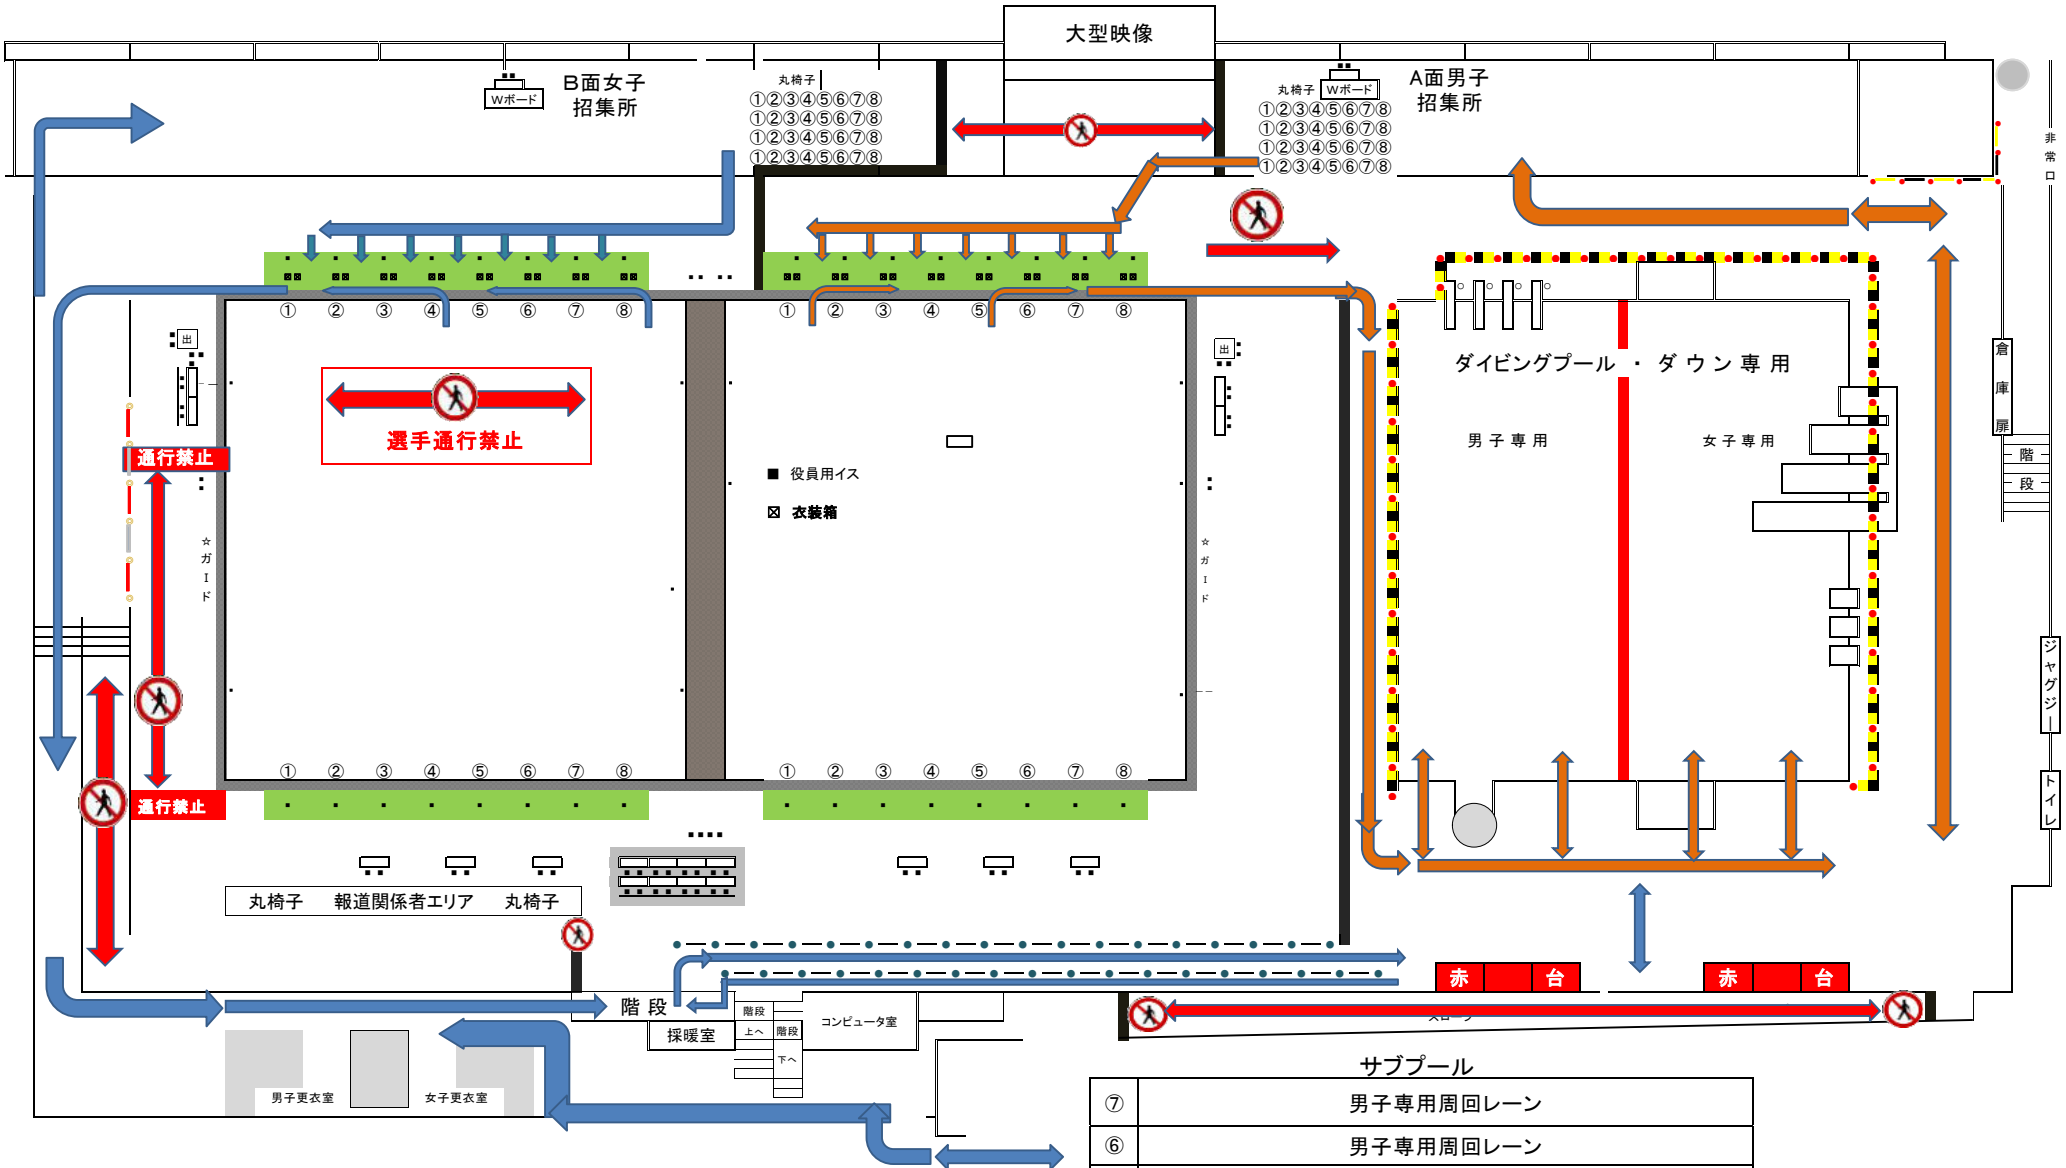 大型映像
B面女子
招集所
Wボード
丸椅子
①②③④⑤⑥⑦⑧
①②③④⑤⑥⑦⑧
①②③④⑤⑥⑦⑧
①②③④⑤⑥⑦⑧
丸椅子
Wボード
A面男子
招集所
①②③④⑤⑥⑦⑧
①②③④⑤⑥⑦⑧
①②③④⑤⑥⑦⑧
①②③④⑤⑥⑦⑧
非常口
① ② ③ ④ ⑤ ⑥ ⑦ ⑧
① ② ③ ④ ⑤ ⑥ ⑦ ⑧
出
出
選手通行禁止
通行禁止
■ 役員用イス
☒ 衣装箱
☆ガード
☆ガード
ダイビングプール ・ ダウン専用
男子専用
女子専用
倉庫扉
階段
ジャグジー
トイレ
① ② ③ ④ ⑤ ⑥ ⑦ ⑧
① ② ③ ④ ⑤ ⑥ ⑦ ⑧
通行禁止
丸椅子 報道関係者エリア 丸椅子
赤 台
赤 台
階段
採暖室
階段
上へ
階段
下へ
コンピュータ室
男子更衣室
女子更衣室
サブプール
⑦ 男子専用周回レーン
⑥ 男子専用周回レーン